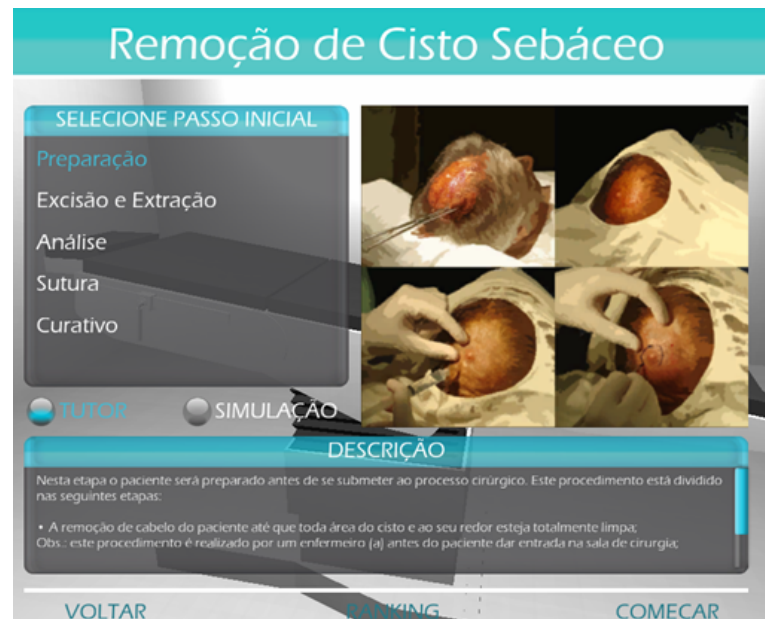 Remoção de Cisto Sebáceo
SELECIONE PASSO INICIAL
Preparação
Excisão e Extração
Análise
Sutura
Curativo
TUTOR
SIMULAÇÃO
DESCRIÇÃO
Nesta etapa o paciente será preparado antes de se submeter ao processo cirúrgico. Este procedimento está dividido
nas seguintes etapas:
• A remoção de cabelo do paciente até que toda área do cisto e ao seu redor esteja totalmente limpa;
Obs.: este procedimento é realizado por um enfermeiro (a) antes do paciente dar entrada na sala de cirurgia;
VOLTAR
RANKING
COMEÇAR